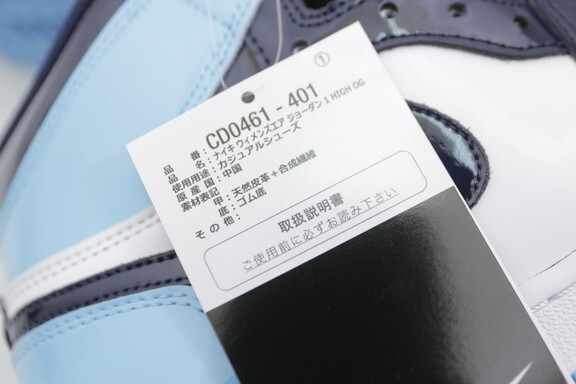 ①
品番：CD0461 - 401
ナイキ ウィメンズエア ジョーダン 1 HIGH OG
使用用途：カジュアルシューズ
原産国：中国
素材表記 甲：天然皮革＋合成繊維
底：ゴム底
その他：
取扱説明書
ご使用前に必ずお読み下さい